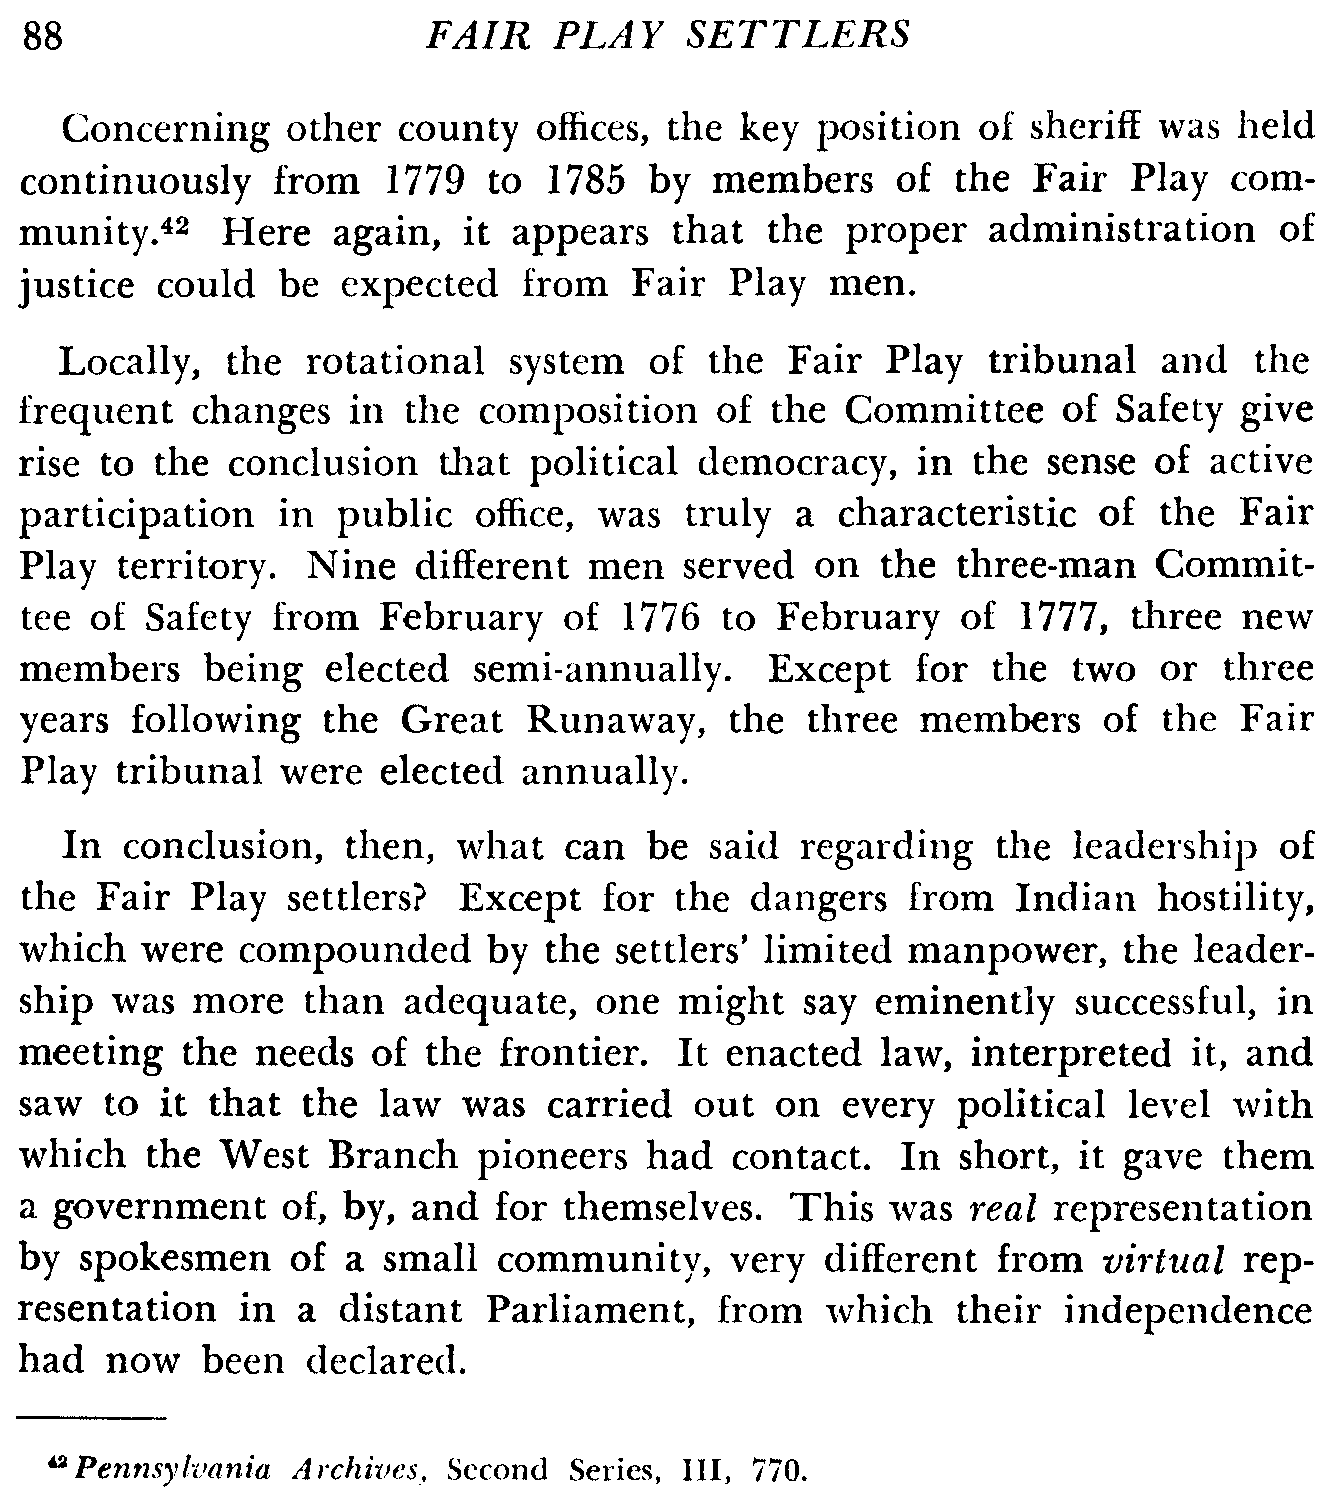 88 FAIR PLAY SETTLERS
Concerning other county offices, the key position of sheriff was held
continuously from 1779 to 1785 by members of the Fair Play com-
munity.⁴² Here again, it appears that the proper administration of
justice could be expected from Fair Play men.
Locally, the rotational system of the Fair Play tribunal and the
frequent changes in the composition of the Committee of Safety give
rise to the conclusion that political democracy, in the sense of active
participation in public office, was truly a characteristic of the Fair
Play territory. Nine different men served on the three-man Commit-
tee of Safety from February of 1776 to February of 1777, three new
members being elected semi-annually. Except for the two or three
years following the Great Runaway, the three members of the Fair
Play tribunal were elected annually.
In conclusion, then, what can be said regarding the leadership of
the Fair Play settlers? Except for the dangers from Indian hostility,
which were compounded by the settlers' limited manpower, the leader-
ship was more than adequate, one might say eminently successful, in
meeting the needs of the frontier. It enacted law, interpreted it, and
saw to it that the law was carried out on every political level with
which the West Branch pioneers had contact. In short, it gave them
a government of, by, and for themselves. This was real representation
by spokesmen of a small community, very different from virtual rep-
resentation in a distant Parliament, from which their independence
had now been declared.
⁴² Pennsylvania Archives, Second Series, III, 770.